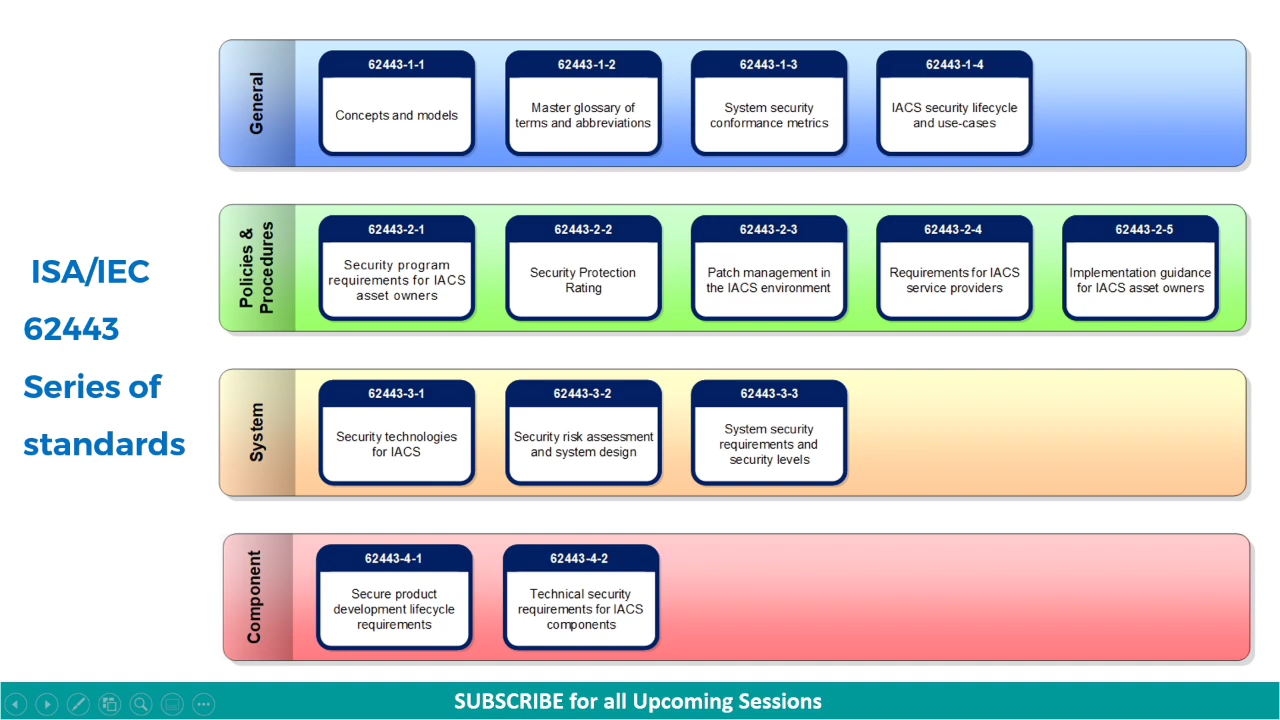 ISA/IEC
62443
Series of
standards
General
62443-1-1
Concepts and models
62443-1-2
Master glossary of
terms and abbreviations
62443-1-3
System security
conformance metrics
62443-1-4
IACS security lifecycle
and use-cases
Policies &
Procedures
62443-2-1
Security program
requirements for IACS
asset owners
62443-2-2
Security Protection
Rating
62443-2-3
Patch management in
the IACS environment
62443-2-4
Requirements for IACS
service providers
62443-2-5
Implementation guidance
for IACS asset owners
System
62443-3-1
Security technologies
for IACS
62443-3-2
Security risk assessment
and system design
62443-3-3
System security
requirements and
security levels
Component
62443-4-1
Secure product
development lifecycle
requirements
62443-4-2
Technical security
requirements for IACS
components
SUBSCRIBE for all Upcoming Sessions